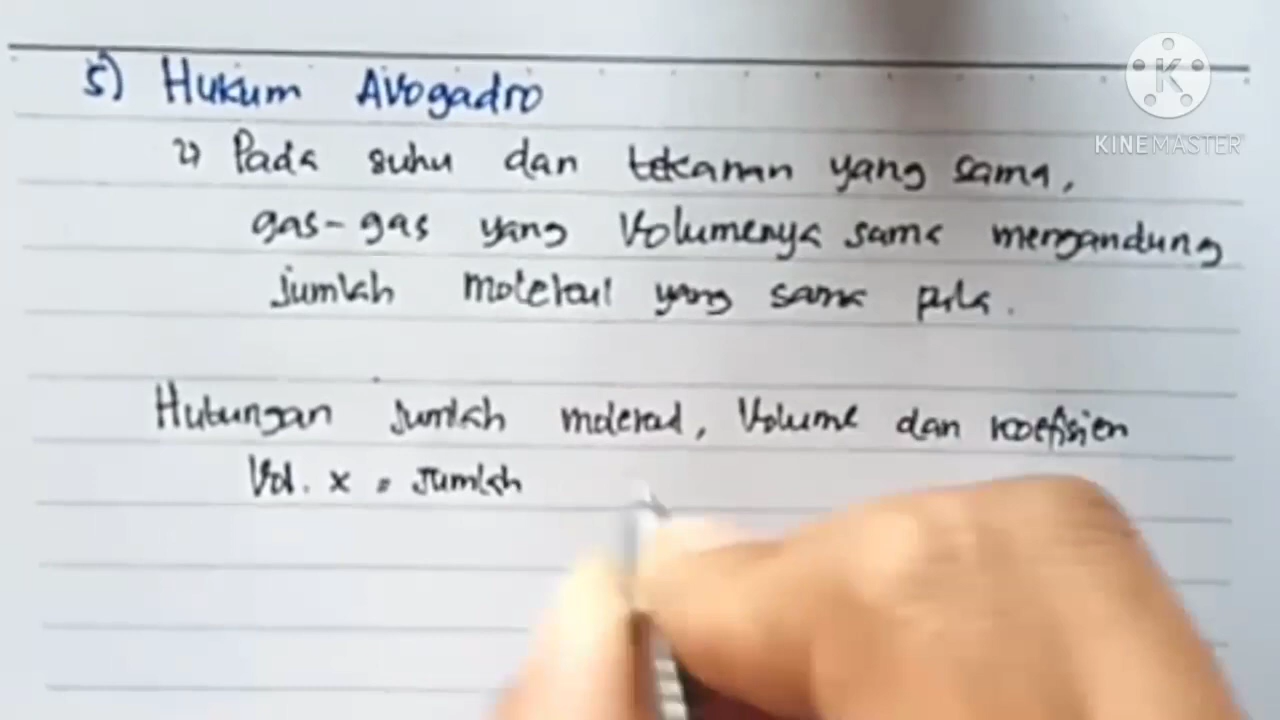 5) Hukum Avogadro
KINEMASTER
Pada suhu dan tekanan yang sama,
gas-gas yang Volumenya sama mengandung
jumlah molekul yang sama pula.
Hubungan jumlah molekul, Volume dan koefisien
Vol. x = Jumlah